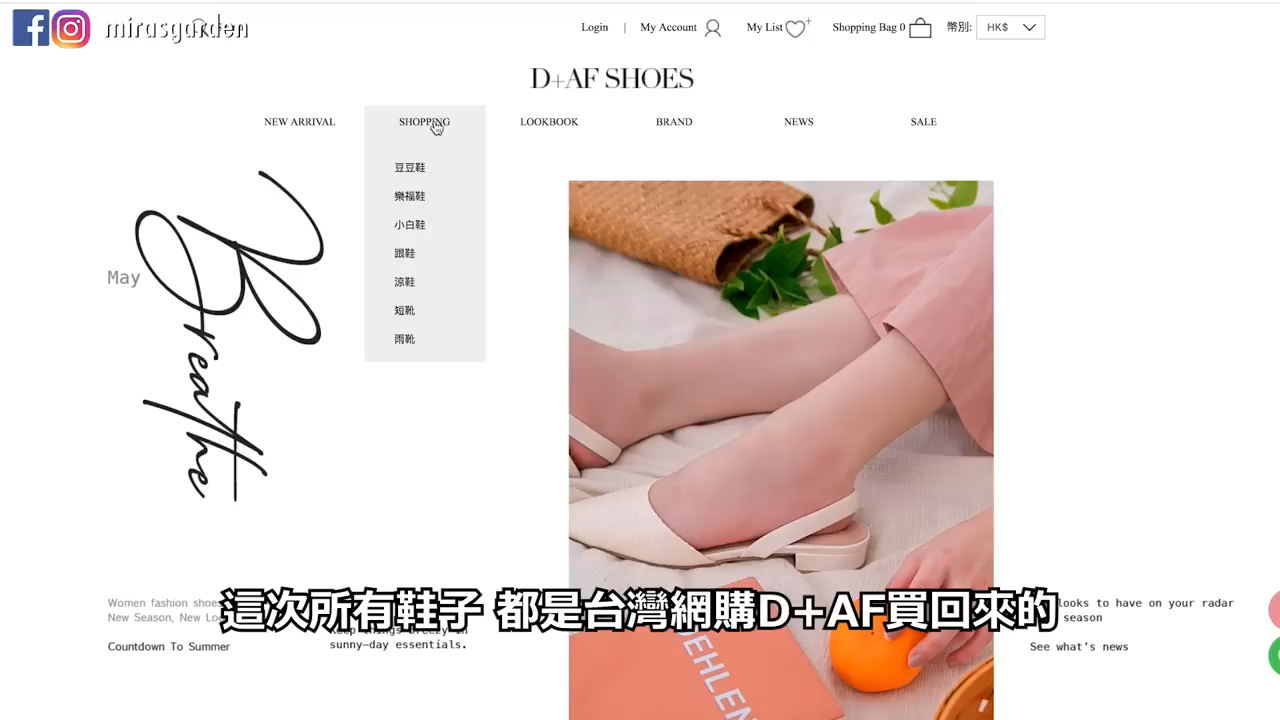 mirasgarden
Login | My Account My List Shopping Bag 0 幣別: HK$
D+AF SHOES
NEW ARRIVAL SHOPPING LOOKBOOK BRAND NEWS SALE
豆豆鞋
樂福鞋
小白鞋
跟鞋
涼鞋
短靴
雨靴
May
Breathe
Women fashion shoes
New Season, New
Countdown To Summer
sunny-day essentials.
looks to have on your radar
season
See what's news
這次所有鞋子 都是台灣網購D+AF買回來的